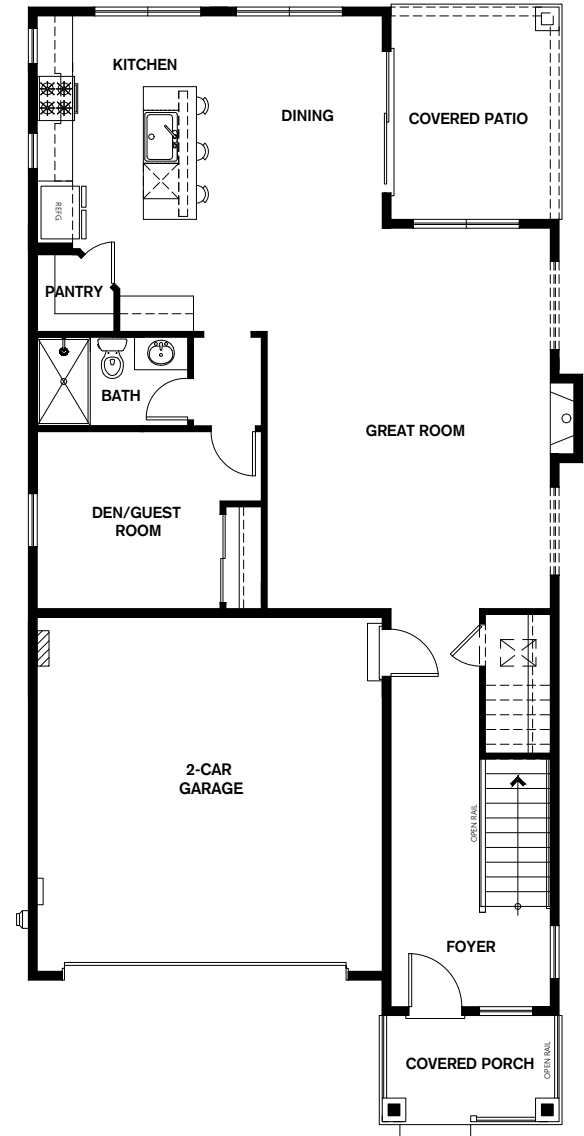 KITCHEN
DINING
COVERED PATIO
REFG.
PANTRY
BATH
GREAT ROOM
DEN/GUEST
ROOM
2-CAR
GARAGE
OPEN RAIL
FOYER
COVERED PORCH
OPEN RAIL